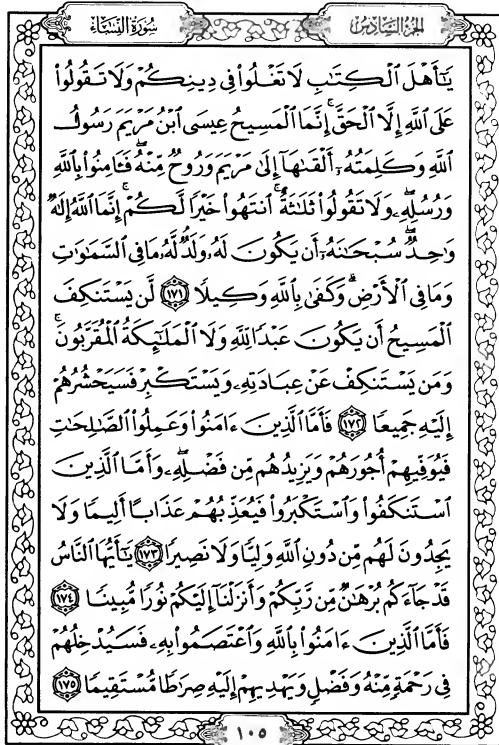 الجزء السادس
سورة النساء
يَٰٓأَهْلَ ٱلْكِتَٰبِ لَا تَغْلُوا۟ فِى دِينِكُمْ وَلَا تَقُولُوا۟
عَلَى ٱللَّهِ إِلَّا ٱلْحَقَّ ۚ إِنَّمَا ٱلْمَسِيحُ عِيسَى ٱبْنُ مَرْيَمَ رَسُولُ
ٱللَّهِ وَكَلِمَتُهُۥٓ أَلْقَىٰهَآ إِلَىٰ مَرْيَمَ وَرُوحٌ مِّنْهُ ۖ فَـَٔامِنُوا۟ بِٱللَّهِ
وَرُسُلِهِۦ ۖ وَلَا تَقُولُوا۟ ثَلَٰثَةٌ ۚ ٱنتَهُوا۟ خَيْرًا لَّكُمْ ۚ إِنَّمَا ٱللَّهُ إِلَٰهٌ
وَٰحِدٌ ۖ سُبْحَٰنَهُۥٓ أَن يَكُونَ لَهُۥ وَلَدٌ ۘ لَّهُۥ مَا فِى ٱلسَّمَٰوَٰتِ
وَمَا فِى ٱلْأَرْضِ ۗ وَكَفَىٰ بِٱللَّهِ وَكِيلًا ١٧١ لَّن يَسْتَنكِفَ
ٱلْمَسِيحُ أَن يَكُونَ عَبْدًا لِّلَّهِ وَلَا ٱلْمَلَٰٓئِكَةُ ٱلْمُقَرَّبُونَ ۚ
وَمَن يَسْتَنكِفْ عَنْ عِبَادَتِهِۦ وَيَسْتَكْبِرْ فَسَيَحْشُرُهُمْ
إِلَيْهِ جَمِيعًا ١٧٢ فَأَمَّا ٱلَّذِينَ ءَامَنُوا۟ وَعَمِلُوا۟ ٱلصَّٰلِحَٰتِ
فَيُوَفِّيهِمْ أُجُورَهُمْ وَيَزِيدُهُم مِّن فَضْلِهِۦ ۖ وَأَمَّا ٱلَّذِينَ
ٱسْتَنكَفُوا۟ وَٱسْتَكْبَرُوا۟ فَيُعَذِّبُهُمْ عَذَابًا أَلِيمًا وَلَا
يَجِدُونَ لَهُم مِّن دُونِ ٱللَّهِ وَلِيًّا وَلَا نَصِيرًا ١٧٣ يَٰٓأَيُّهَا ٱلنَّاسُ
قَدْ جَآءَكُم بُرْهَٰنٌ مِّن رَّبِّكُمْ وَأَنزَلْنَآ إِلَيْكُمْ نُورًا مُّبِينًا ١٧٤
فَأَمَّا ٱلَّذِينَ ءَامَنُوا۟ بِٱللَّهِ وَٱعْتَصَمُوا۟ بِهِۦ فَسَيُدْخِلُهُمْ
فِى رَحْمَةٍ مِّنْهُ وَفَضْلٍ وَيَهْدِيهِمْ إِلَيْهِ صِرَٰطًا مُّسْتَقِيمًا ١٧٥
١٠٥